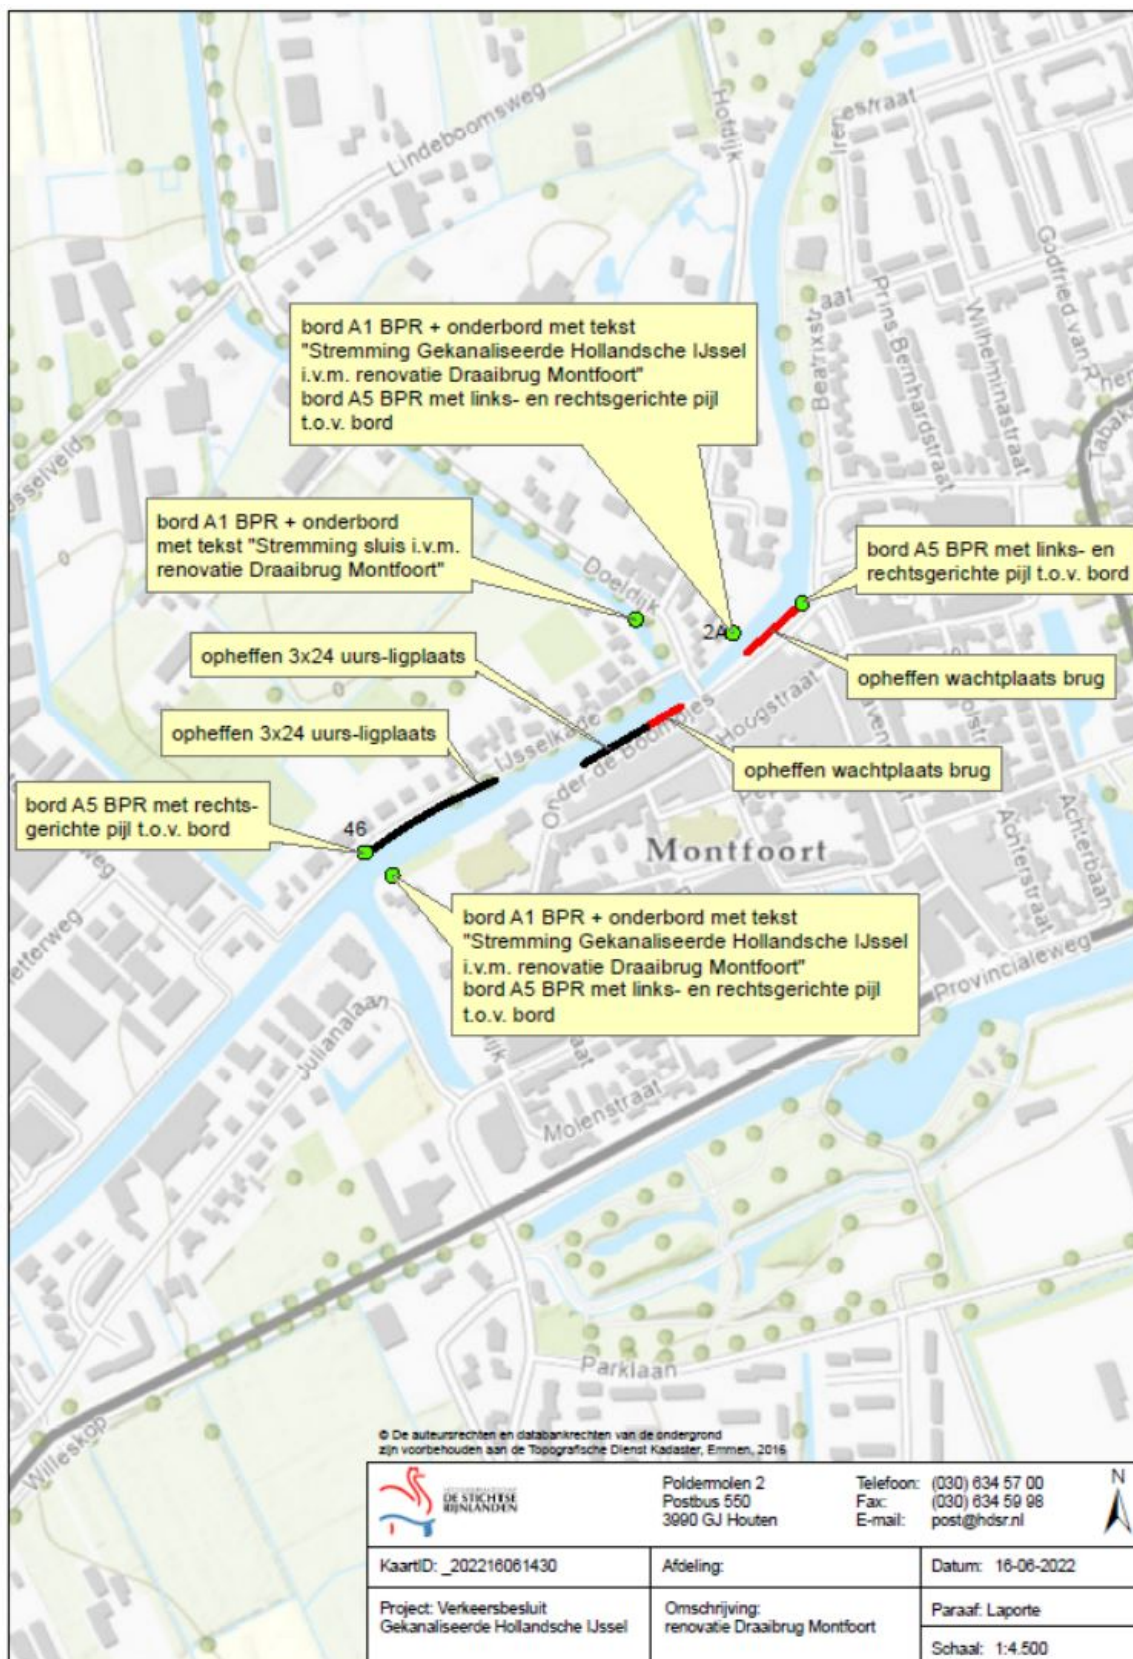 Lindeboomsweg
Hofdijk
Irenestraat
Godfried van Rhen
Prins Bernhardstraat
Wilhelminastraat
Beatrixstraat
Tabaks
Jsselveld
bord A1 BPR + onderbord met tekst
"Stremming Gekanaliseerde Hollandsche IJssel
i.v.m. renovatie Draaibrug Montfoort"
bord A5 BPR met links- en rechtsgerichte pijl
t.o.v. bord
bord A1 BPR + onderbord
met tekst "Stremming sluis i.v.m.
renovatie Draaibrug Montfoort"
bord A5 BPR met links- en
rechtsgerichte pijl t.o.v. bord
Doeldijk
2A
0
opheffen 3x24 uurs-ligplaats
opheffen wachtplaats brug
0
opheffen 3x24 uurs-ligplaats
IJsselkade
Onder de Boompjes
Hoogstraat
opheffen wachtplaats brug
bord A5 BPR met rechts-
gerichte pijl t.o.v. bord
46
Montfoort
Achterstraat
Achterbaan
bord A1 BPR + onderbord met tekst
"Stremming Gekanaliseerde Hollandsche IJssel
i.v.m. renovatie Draaibrug Montfoort"
bord A5 BPR met links- en rechtsgerichte pijl
t.o.v. bord
etterweg
Provincialeweg
Julianalaan
Molenstraat
Parklaan
Willeskop
© De auteursrechten en databankrechten van de ondergrond
zijn voorbehouden aan de Topografische Dienst Kadaster, Emmen, 2016
DE STICHTSE
RIJNLANDEN
Poldermolen 2
Postbus 550
3990 GJ Houten
Telefoon: (030) 634 57 00
Fax: (030) 634 59 98
E-mail: post@hdsr.nl
N
KaartID: _202216061430
Afdeling:
Datum: 16-06-2022
Project: Verkeersbesluit
Gekanaliseerde Hollandsche IJssel
Omschrijving:
renovatie Draaibrug Montfoort
Paraaf: Laporte
Schaal: 1:4.500